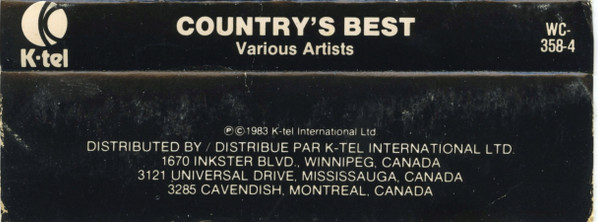 K-tel
COUNTRY'S BEST
Various Artists
WC-
358-4
℗©1983 K-tel International Ltd
DISTRIBUTED BY / DISTRIBUE PAR K-TEL INTERNATIONAL LTD.
1670 INKSTER BLVD., WINNIPEG, CANADA
3121 UNIVERSAL DRIVE, MISSISSAUGA, CANADA
3285 CAVENDISH, MONTREAL, CANADA